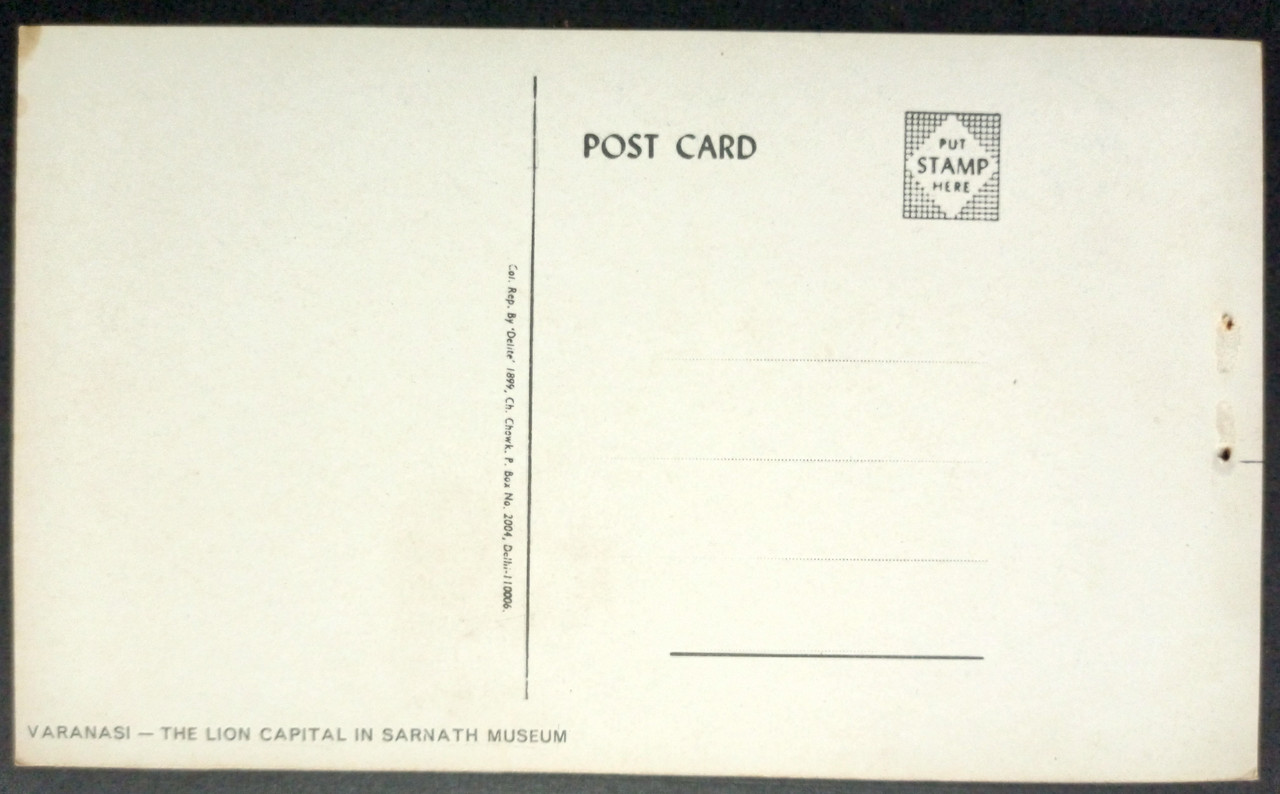 POST CARD
PUT
STAMP
HERE
Col. Rep. By 'Delite' 1899, Ch. Chowk. P. Box No. 2004, Delhi-110006.
VARANASI — THE LION CAPITAL IN SARNATH MUSEUM